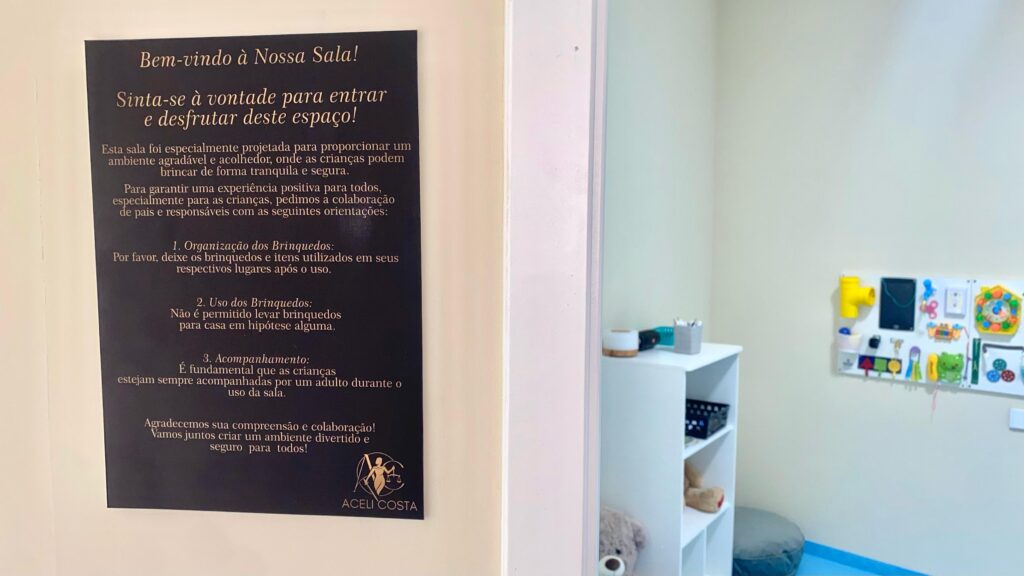 Bem-vindo à Nossa Sala!
Sinta-se à vontade para entrar
e desfrutar deste espaço!
Esta sala foi especialmente projetada para proporcionar um
ambiente agradável e acolhedor, onde as crianças podem
brincar de forma tranquila e segura.
Para garantir uma experiência positiva para todos,
especialmente para as crianças, pedimos a colaboração
de pais e responsáveis com as seguintes orientações:
1. Organização dos Brinquedos:
Por favor, deixe os brinquedos e itens utilizados em seus
respectivos lugares após o uso.
2. Uso dos Brinquedos:
Não é permitido levar brinquedos
para casa em hipótese alguma.
3. Acompanhamento:
É fundamental que as crianças
estejam sempre acompanhadas por um adulto durante o
uso da sala.
Agradecemos sua compreensão e colaboração!
Vamos juntos criar um ambiente divertido e
seguro para todos!
ACELI COSTA